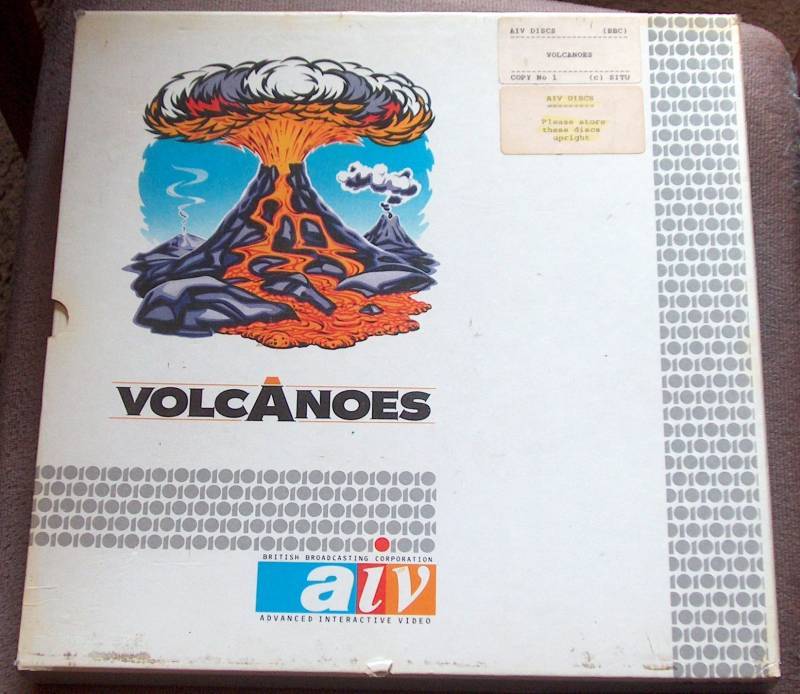 AIV DISCS (BBC)
VOLCANOES
COPY No 1 (c) SITU
AIV DISCS
Please store
these discs
upright
VOLCANOES
BRITISH BROADCASTING CORPORATION
aiv
ADVANCED INTERACTIVE VIDEO